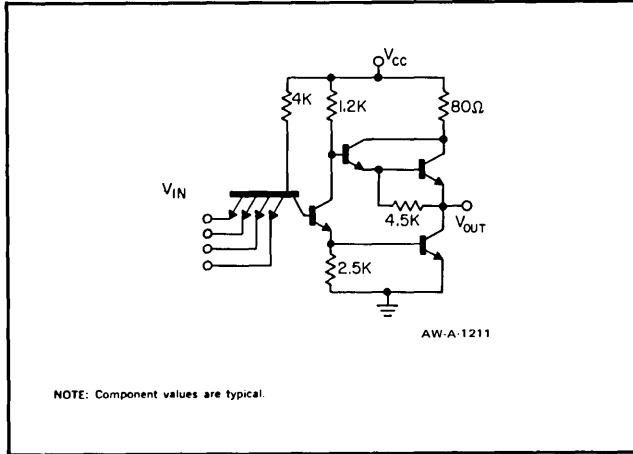 VCC
4K
1.2K
80Ω
VIN
4.5K
VOUT
2.5K
AW-A-1211
NOTE: Component values are typical.